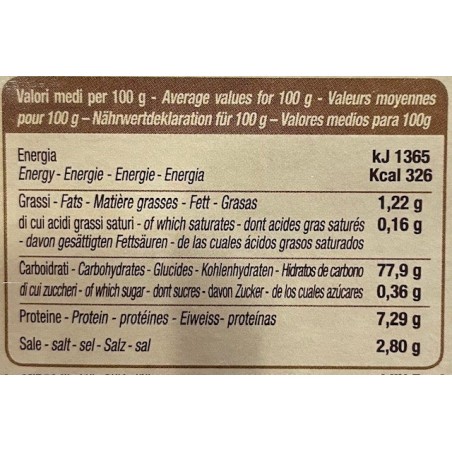 Valori medi per 100 g - Average values for 100 g - Valeurs moyennes
pour 100 g – Nährwertdeklaration für 100 g – Valores medios para 100g
Energia kJ 1365
Energy - Energie - Energie - Energia Kcal 326
Grassi - Fats - Matière grasses - Fett - Grasas 1,22 g
di cui acidi grassi saturi - of which saturates - dont acides gras saturés 0,16 g
- davon gesättigten Fettsäuren - de las cuales ácidos grasos saturados
Carboidrati - Carbohydrates - Glucides - Kohlenhydraten - Hidratos de carbono 77,9 g
di cui zuccheri - of which sugar - dont sucres - davon Zucker - de los cuales azúcares 0,36 g
Proteine - Protein - protéines - Eiweiss- proteínas 7,29 g
Sale - salt - sel - Salz - sal 2,80 g